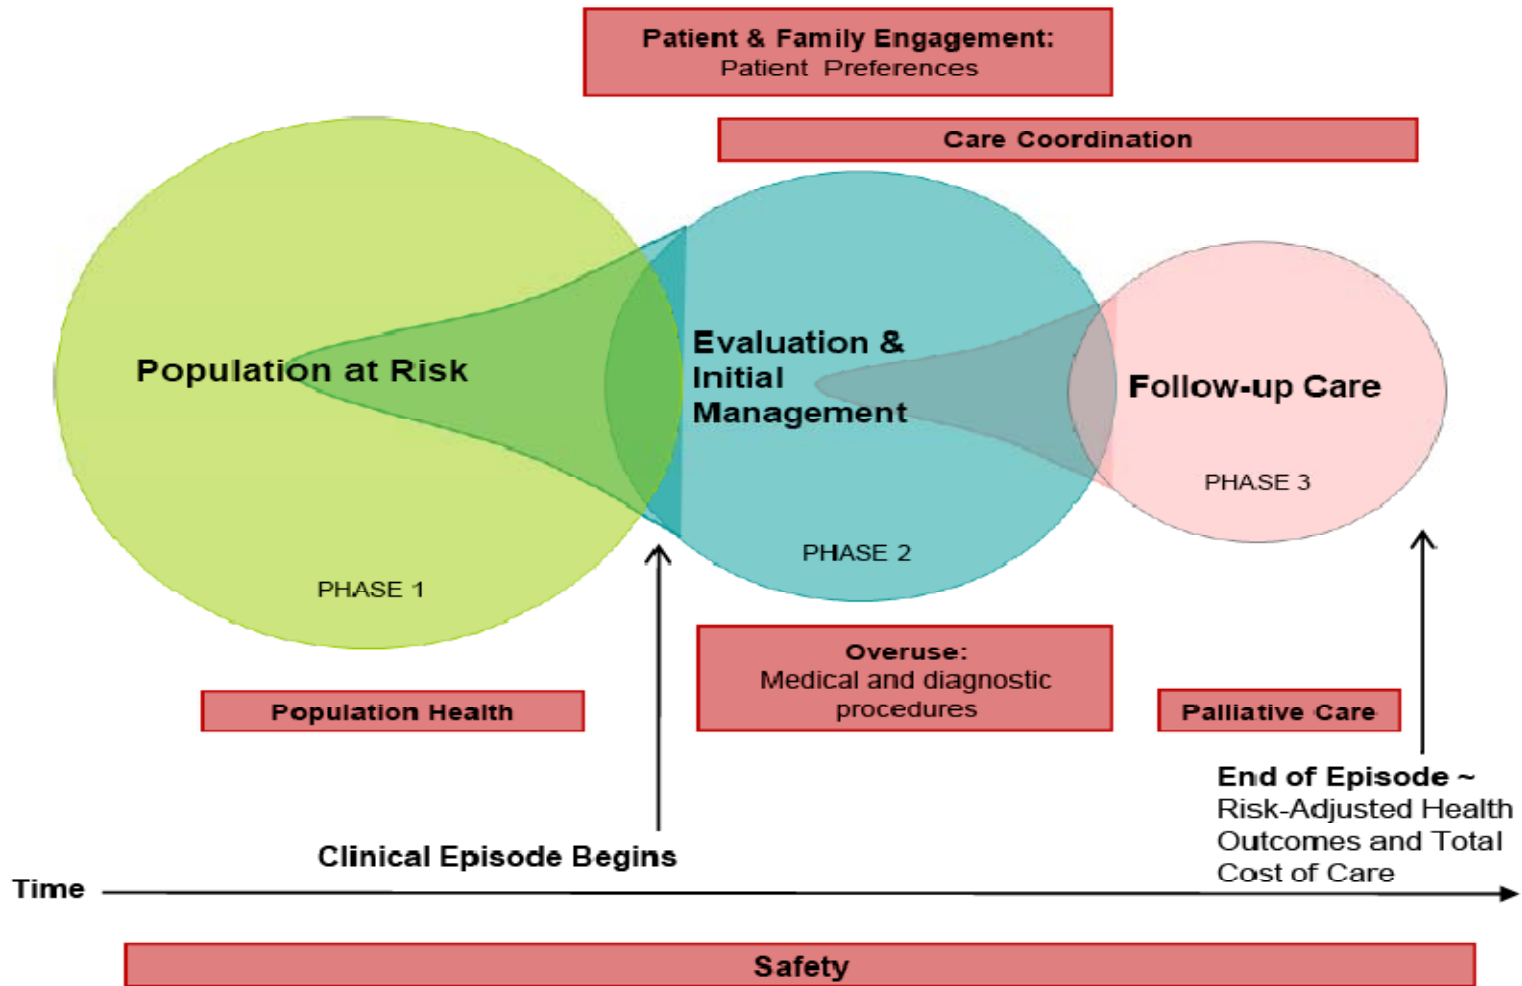 Patient & Family Engagement:
Patient Preferences
Care Coordination
Population at Risk
Evaluation &
Initial
Management
Follow-up Care
PHASE 1
PHASE 2
PHASE 3
Population Health
Overuse:
Medical and diagnostic
procedures
Palliative Care
Clinical Episode Begins
End of Episode ~
Risk-Adjusted Health
Outcomes and Total
Cost of Care
Time
Safety